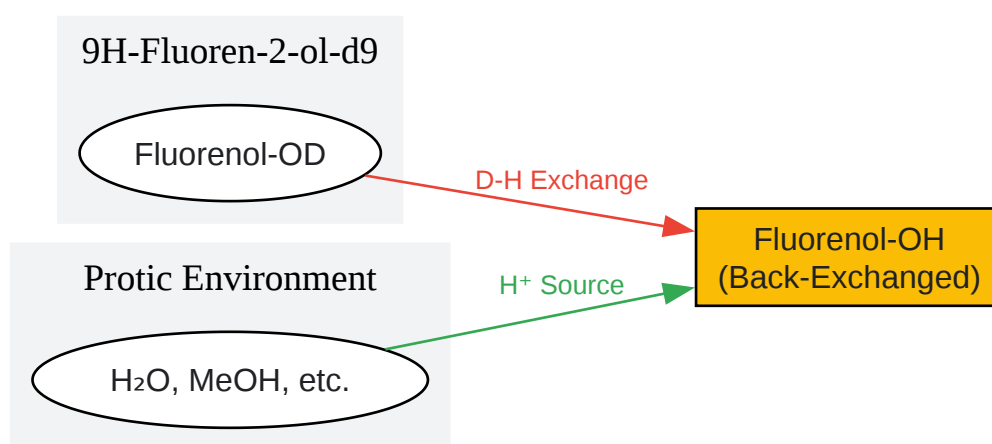 9H-Fluoren-2-ol-d9
Fluorenol-OD
D-H Exchange
Fluorenol-OH
(Back-Exchanged)
Protic Environment
H⁺ Source
H₂O, MeOH, etc.